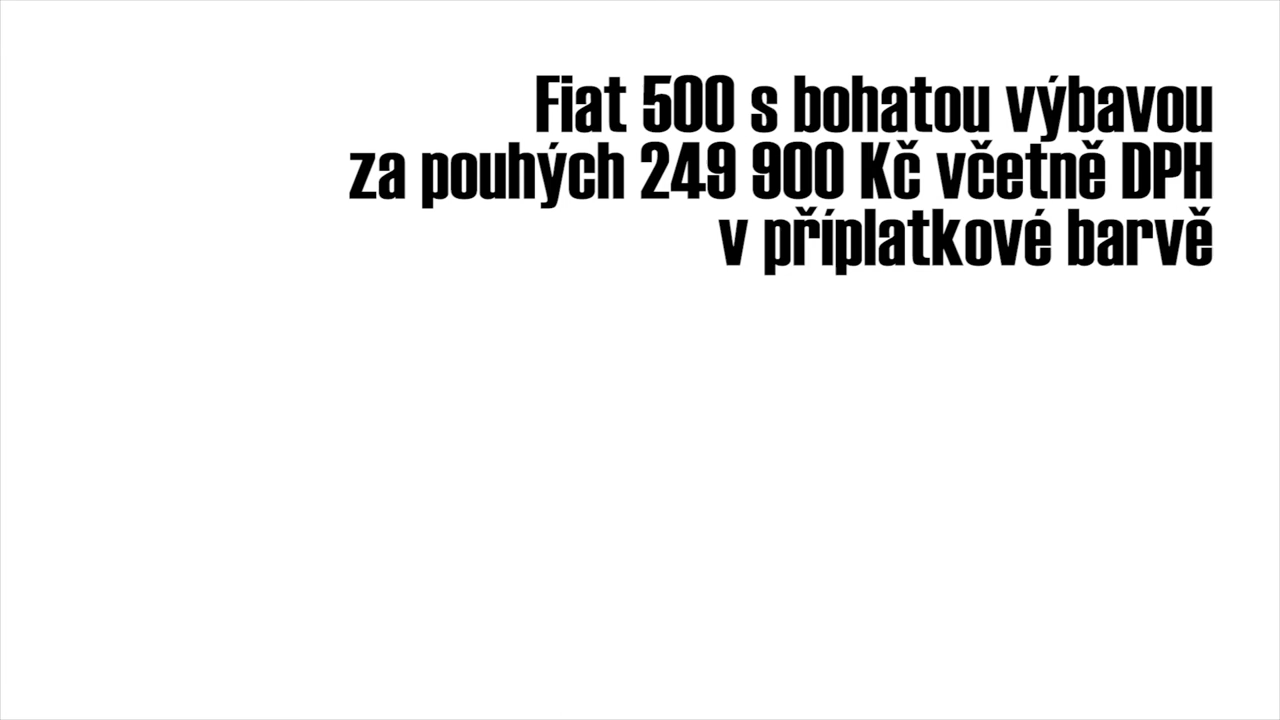 Fiat 500 s bohatou výbavou
za pouhých 249 900 Kč včetně DPH
v příplatkové barvě